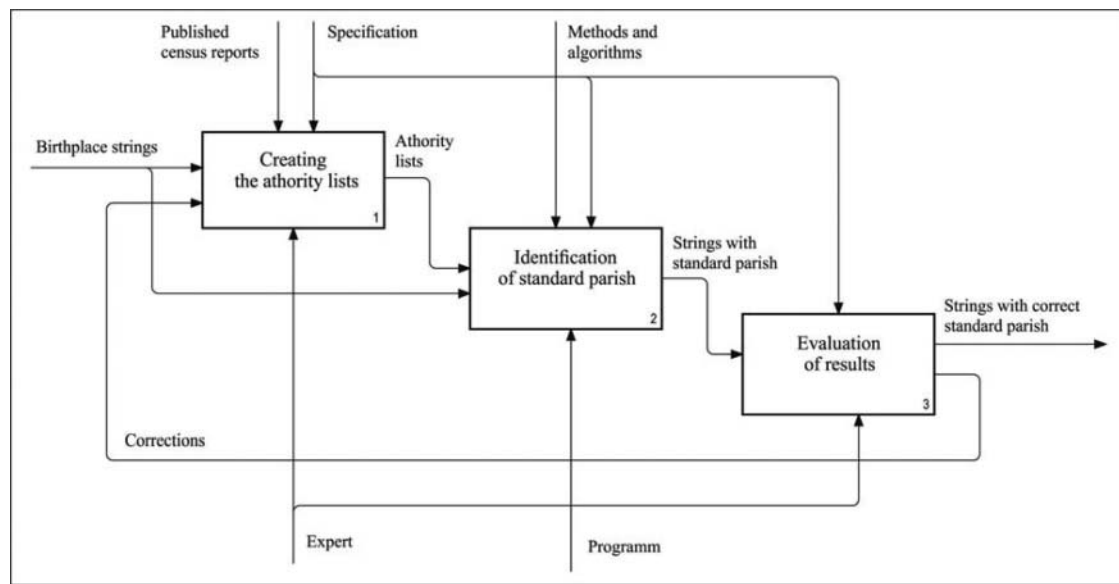 Published
census reports
Specification
Methods and
algorithms
Birthplace strings
Creating
the athority lists
1
Athority
lists
Identification
of standard parish
2
Strings with
standard parish
Evaluation
of results
3
Strings with correct
standard parish
Corrections
Expert
Programm